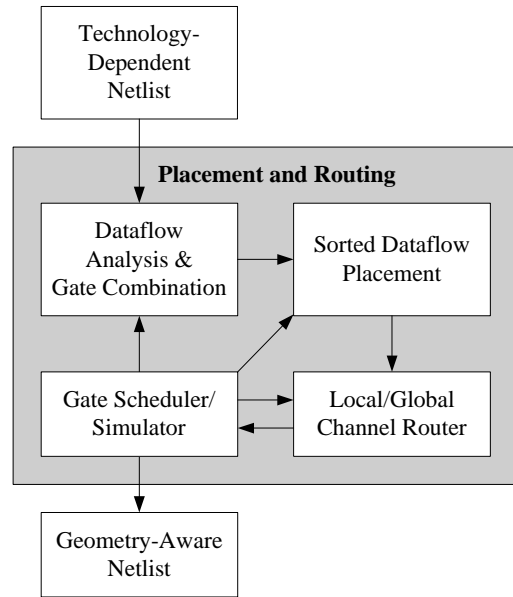 Technology-
Dependent
Netlist
Placement and Routing
Dataflow
Analysis &
Gate Combination
Sorted Dataflow
Placement
Gate Scheduler/
Simulator
Local/Global
Channel Router
Geometry-Aware
Netlist